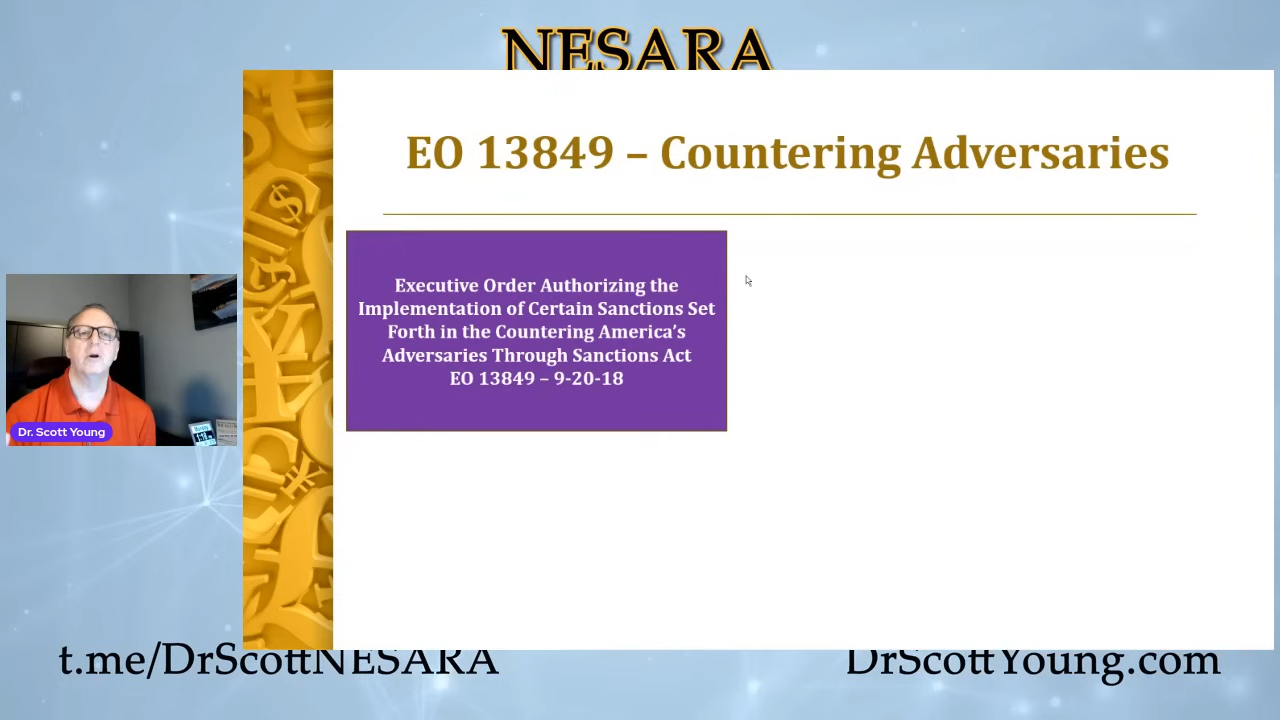 NESARA
EO 13849 – Countering Adversaries
Executive Order Authorizing the
Implementation of Certain Sanctions Set
Forth in the Countering America’s
Adversaries Through Sanctions Act
EO 13849 – 9-20-18
Dr. Scott Young
t.me/DrScottNESARA
DrScottYoung.com